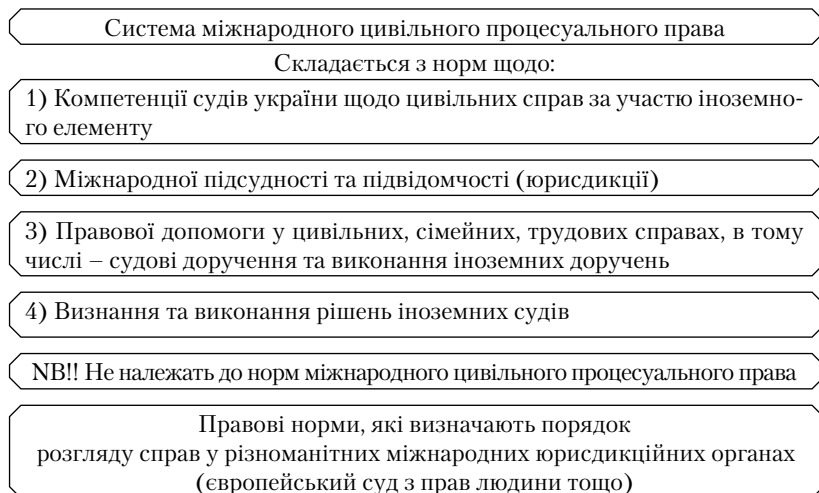 Система міжнародного цивільного процесуального права
Складається з норм щодо:
1) Компетенції судів україни щодо цивільних справ за участю іноземно-
го елементу
2) Міжнародної підсудності та підвідомчості (юрисдикції)
3) Правової допомоги у цивільних, сімейних, трудових справах, в тому
числі – судові доручення та виконання іноземних доручень
4) Визнання та виконання рішень іноземних судів
NB!! Не належать до норм міжнародного цивільного процесуального права
Правові норми, які визначають порядок
розгляду справ у різноманітних міжнародних юрисдикційних органах
(європейський суд з прав людини тощо)